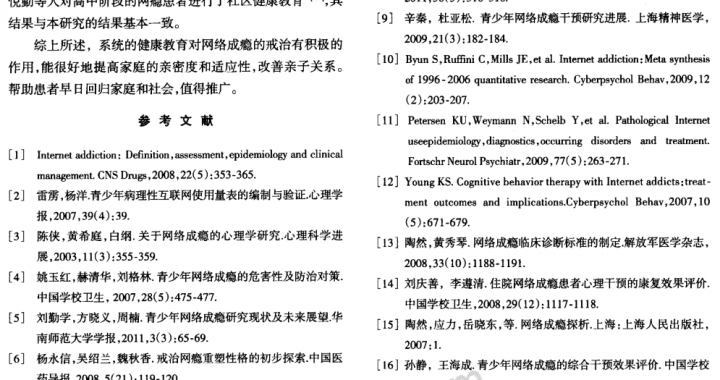 悦勤等人对高中阶段的网瘾患者进行了社区健康教育
结果与本研究的结果基本一致。
综上所述，系统的健康教育对网络成瘾的戒治有积极的
作用，能很好地提高家庭的亲密度和适应性，改善亲子关系。
帮助患者早日回归家庭和社会，值得推广。
参 考 文 献
[1] Internet addiction: Definition,assessment,epidemiology and clinical
management. CNS Drugs,2008,22(5):353-365.
[2] 雷雳,杨洋.青少年病理性互联网使用量表的编制与验证.心理学
报,2007,39(4):39.
[3] 陈侠,黄希庭,白纲. 关于网络成瘾的心理学研究.心理科学进
展,2003,11(3):355-359.
[4] 姚玉红,赫清华,刘格林. 青少年网络成瘾的危害性及防治对策.
中国学校卫生, 2007,28(5):475-477.
[5] 刘勤学,方晓义,周楠. 青少年网络成瘾研究现状及未来展望.华
南师范大学学报,2011,3(3):65-69.
[6] 杨永信,吴绍兰,魏秋香. 戒治网瘾重塑性格的初步探索.中国医
药导报,2008,5(21):119-120.
[9] 辛秦, 杜亚松. 青少年网络成瘾干预研究进展. 上海精神医学,
2009,21(3):182-184.
[10] Byun S,Ruffini C,Mills JE,et al. Internet addiction:Meta synthesis
of 1996-2006 quantitative research. Cyberpsychol Behav,2009,12
(2):203-207.
[11] Petersen KU,Weymann N,Schelb Y,et al. Pathological Internet
useepidemiology,diagnostics,occurring disorders and treatment.
Fortschr Neurol Psychiatr,2009,77(5):263-271.
[12] Young KS. Cognitive behavior therapy with Internet addicts:treat-
ment outcomes and implications.Cyberpsychol Behav,2007,10
(5):671-679.
[13] 陶然,黄秀琴. 网络成瘾临床诊断标准的制定.解放军医学杂志,
2008,33(10):1188-1191.
[14] 刘庆善, 李遵清. 住院网络成瘾患者心理干预的康复效果评价.
中国学校卫生,2008,29(12):1117-1118.
[15] 陶然,应力,岳晓东,等. 网络成瘾探析.上海:上海人民出版社,
2007:1.
[16] 孙静, 王海成. 青少年网络成瘾的综合干预效果评价. 中国学校